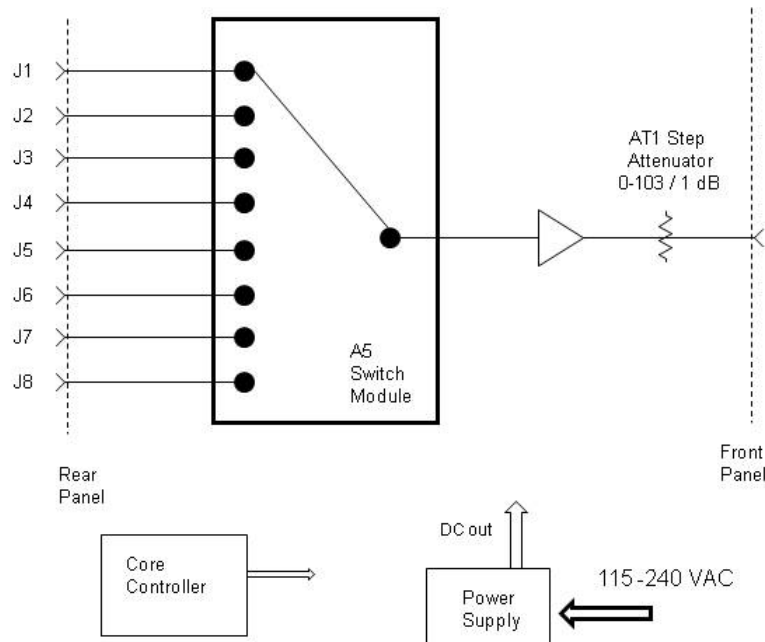 J1
J2
J3
J4
J5
J6
J7
J8
AT1 Step
Attenuator
0-103 / 1 dB
A5
Switch
Module
Rear
Panel
Front
Panel
Core
Controller
DC out
Power
Supply
115-240 VAC